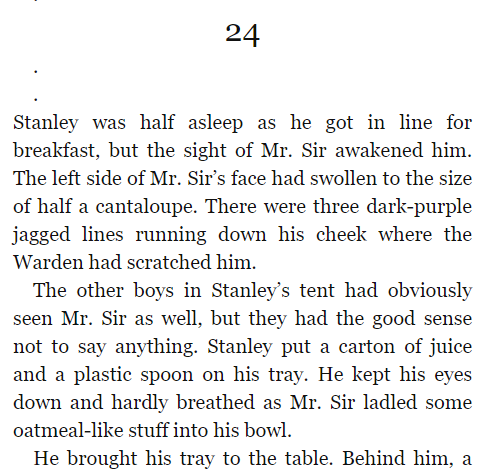 24
.
.
Stanley was half asleep as he got in line for
breakfast, but the sight of Mr. Sir awakened him.
The left side of Mr. Sir’s face had swollen to the size
of half a cantaloupe. There were three dark-purple
jagged lines running down his cheek where the
Warden had scratched him.
The other boys in Stanley’s tent had obviously
seen Mr. Sir as well, but they had the good sense
not to say anything. Stanley put a carton of juice
and a plastic spoon on his tray. He kept his eyes
down and hardly breathed as Mr. Sir ladled some
oatmeal-like stuff into his bowl.
He brought his tray to the table. Behind him, a